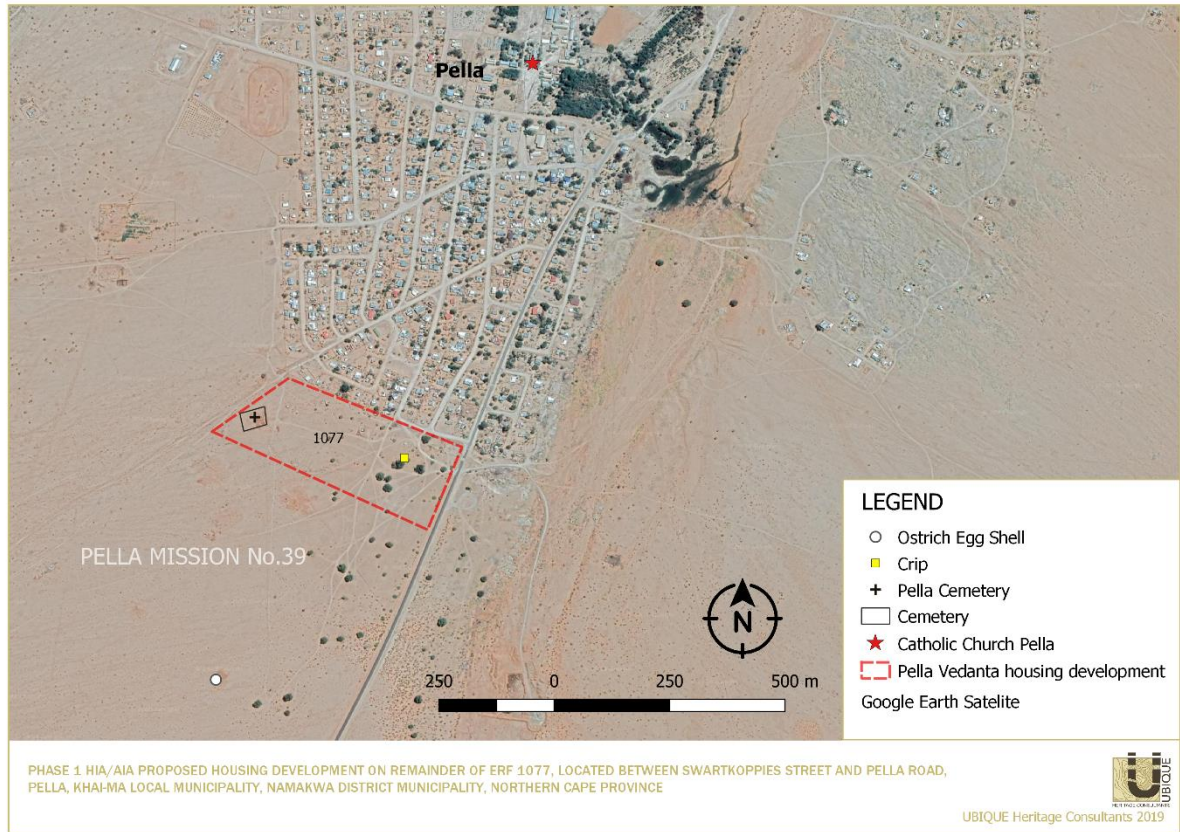 Pella
1077
PELLA MISSION No.39
LEGEND
Ostrich Egg Shell
Crip
Pella Cemetery
Cemetery
Catholic Church Pella
Pella Vedanta housing development
Google Earth Satelite
N
250 0 250 500 m
PHASE 1 HIA/AIA PROPOSED HOUSING DEVELOPMENT ON REMAINDER OF ERF 1077, LOCATED BETWEEN SWARTKOPPIES STREET AND PELLA ROAD,
PELLA, KHAI-MA LOCAL MUNICIPALITY, NAMAKWA DISTRICT MUNICIPALITY, NORTHERN CAPE PROVINCE
UBIQUE
HERITAGE CONSULTANTS
UBIQUE Heritage Consultants 2019